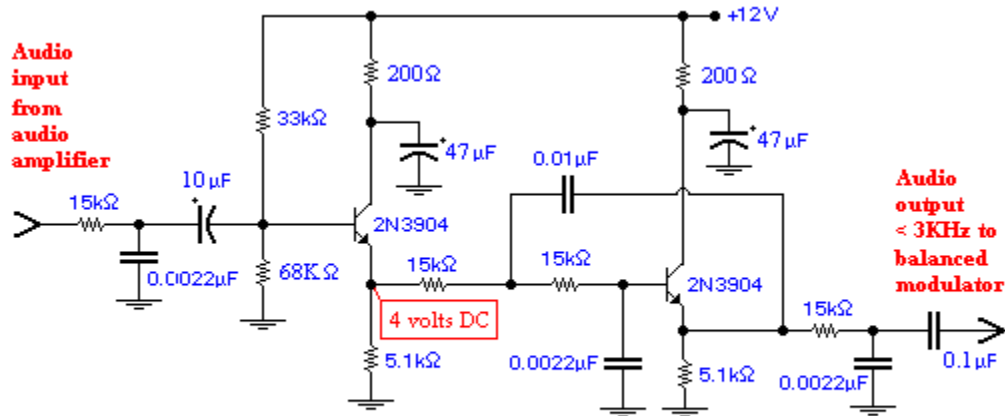 +12V
Audio
input
from
audio
amplifier
200Ω
200Ω
33kΩ
47µF
47µF
0.01µF
10µF
+
+
+
15kΩ
2N3904
Audio
output
< 3KHz to
balanced
modulator
0.0022µF
68KΩ
15kΩ
15kΩ
2N3904
15kΩ
4 volts DC
5.1kΩ
0.0022µF
5.1kΩ
0.0022µF
0.1µF